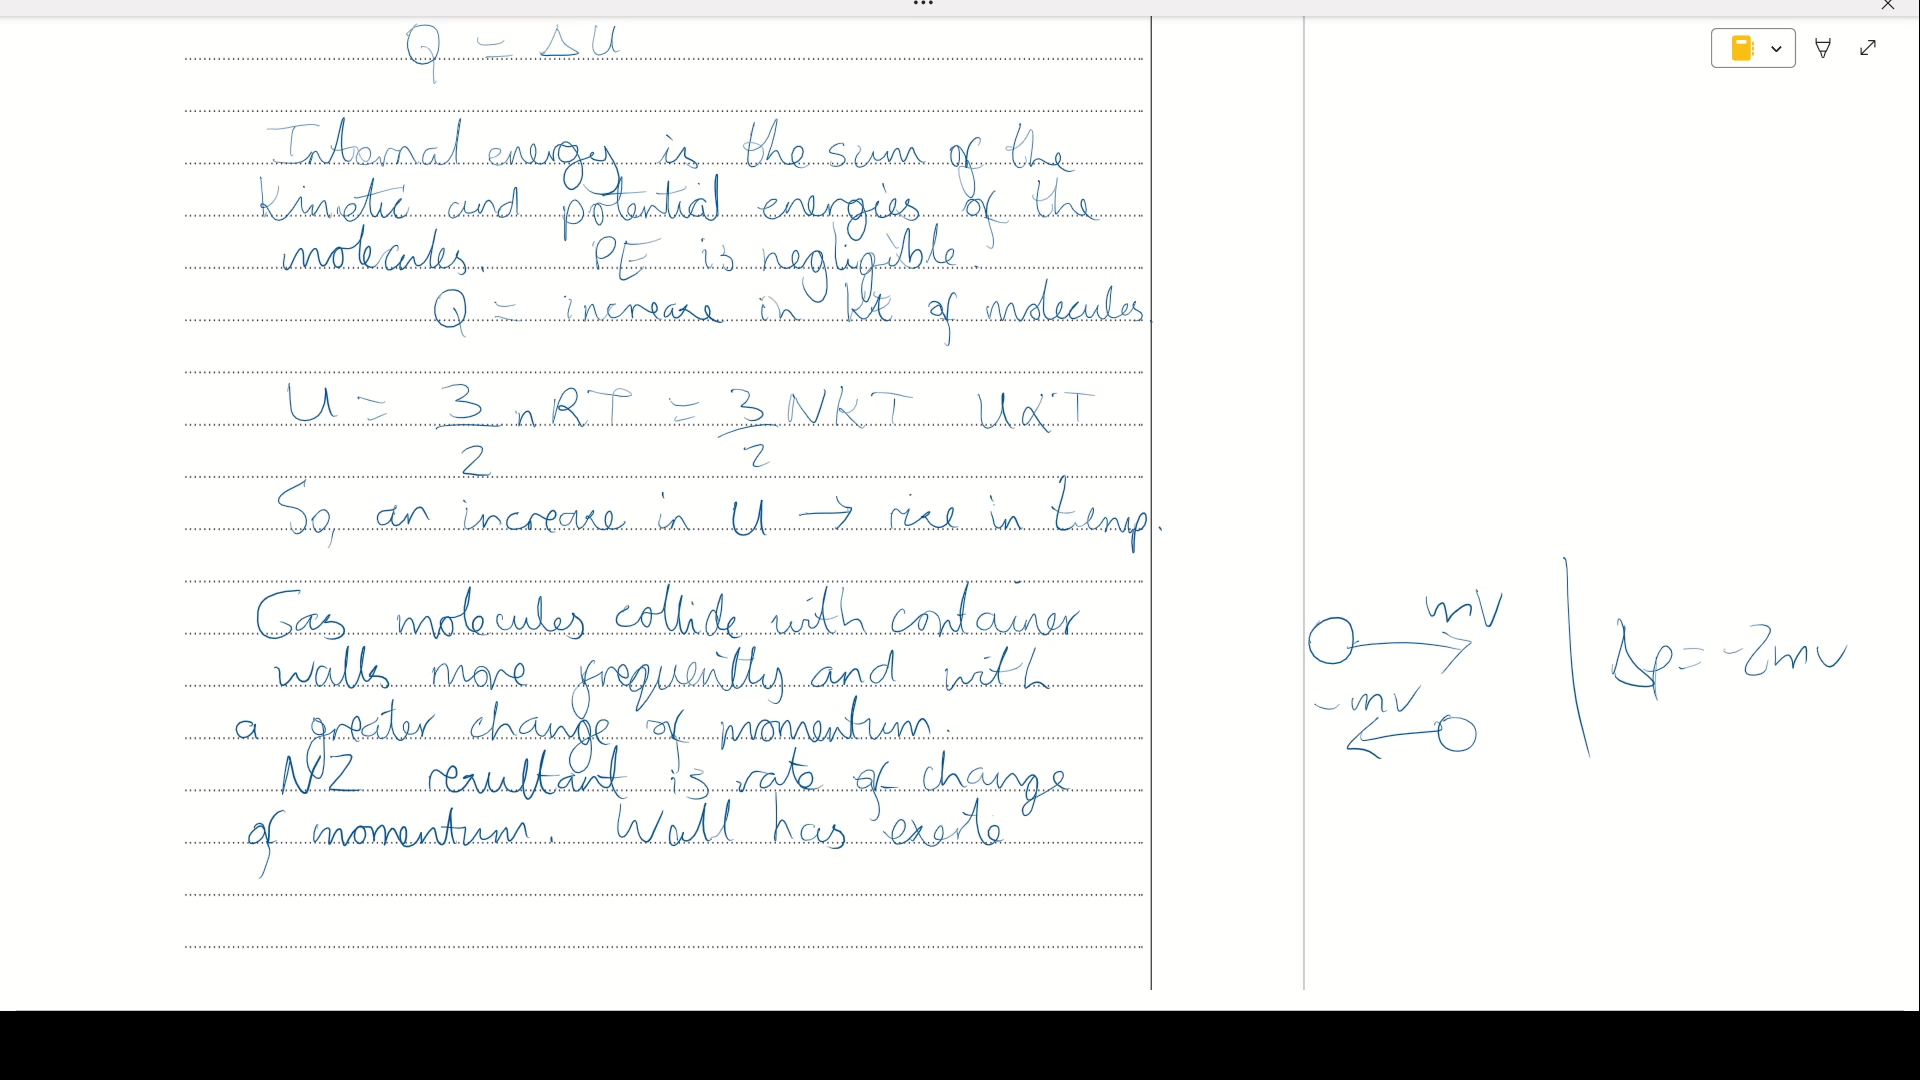 Q = ΔU
Internal energy is the sum of the
kinetic and potential energies of the
molecules. PE is negligible.
Q = increase in KE of molecules.
U = 3/2 nRT = 3/2 NkT U∝T
So, an increase in U → rise in temp.
Gas molecules collide with container
walls more frequently and with
a greater change of momentum.
N2 resultant is rate of change
of momentum. Wall has exerte
mv
-mv
Δp = -2mv